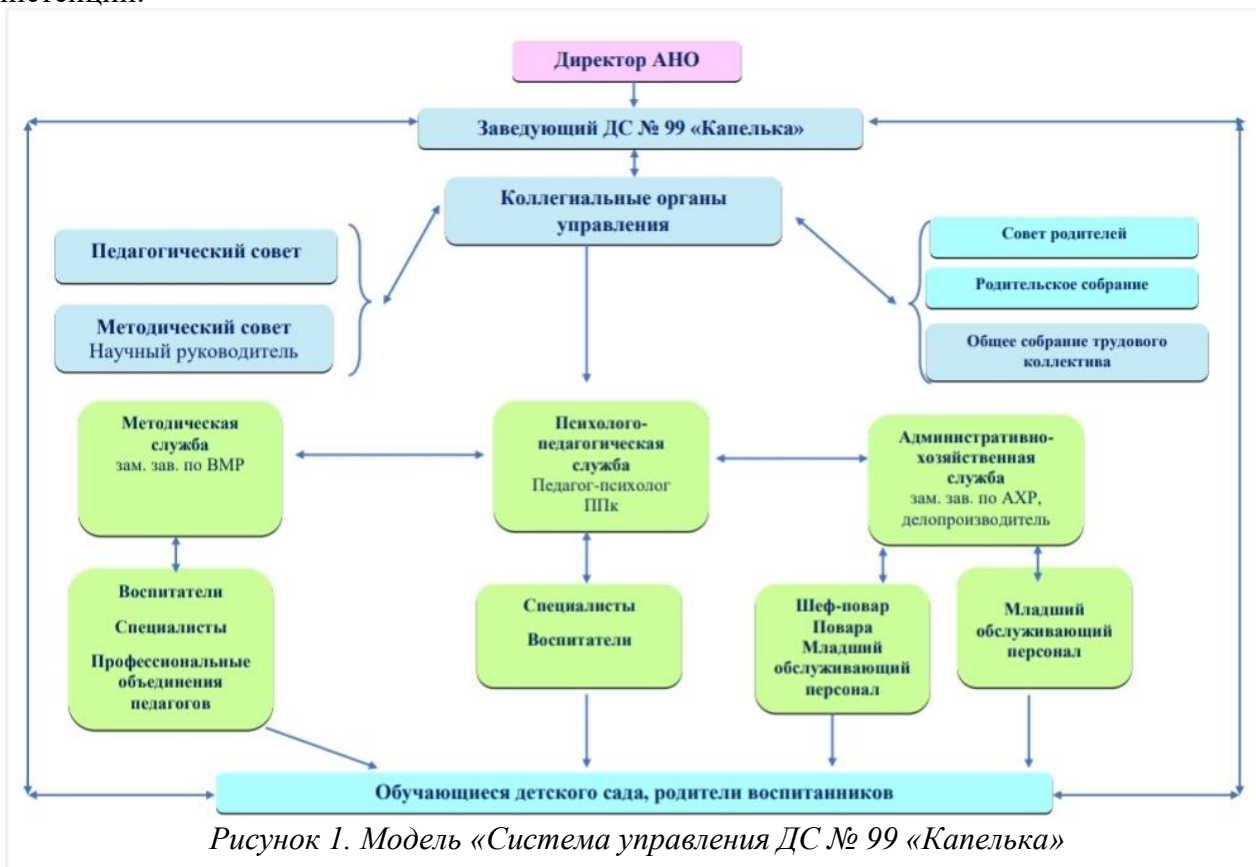 Директор АНО
Заведующий ДС № 99 «Капелька»
Коллегиальные органы
управления
Педагогический совет
Методический совет
Научный руководитель
Совет родителей
Родительское собрание
Общее собрание трудового
коллектива
Методическая
служба
зам. зав. по ВМР
Психолого-
педагогическая
служба
Педагог-психолог
ППк
Административно-
хозяйственная
служба
зам. зав. по АХР,
делопроизводитель
Воспитатели
Специалисты
Профессиональные
объединения
педагогов
Специалисты
Воспитатели
Шеф-повар
Повара
Младший
обслуживающий
персонал
Младший
обслуживающий
персонал
Обучающиеся детского сада, родители воспитанников
Рисунок 1. Модель «Система управления ДС № 99 «Капелька»